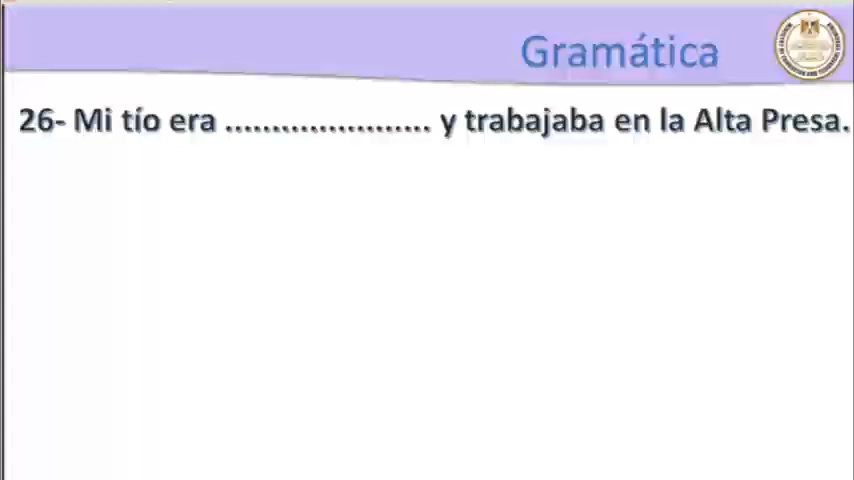 Gramática
26- Mi tío era ...................... y trabajaba en la Alta Presa.